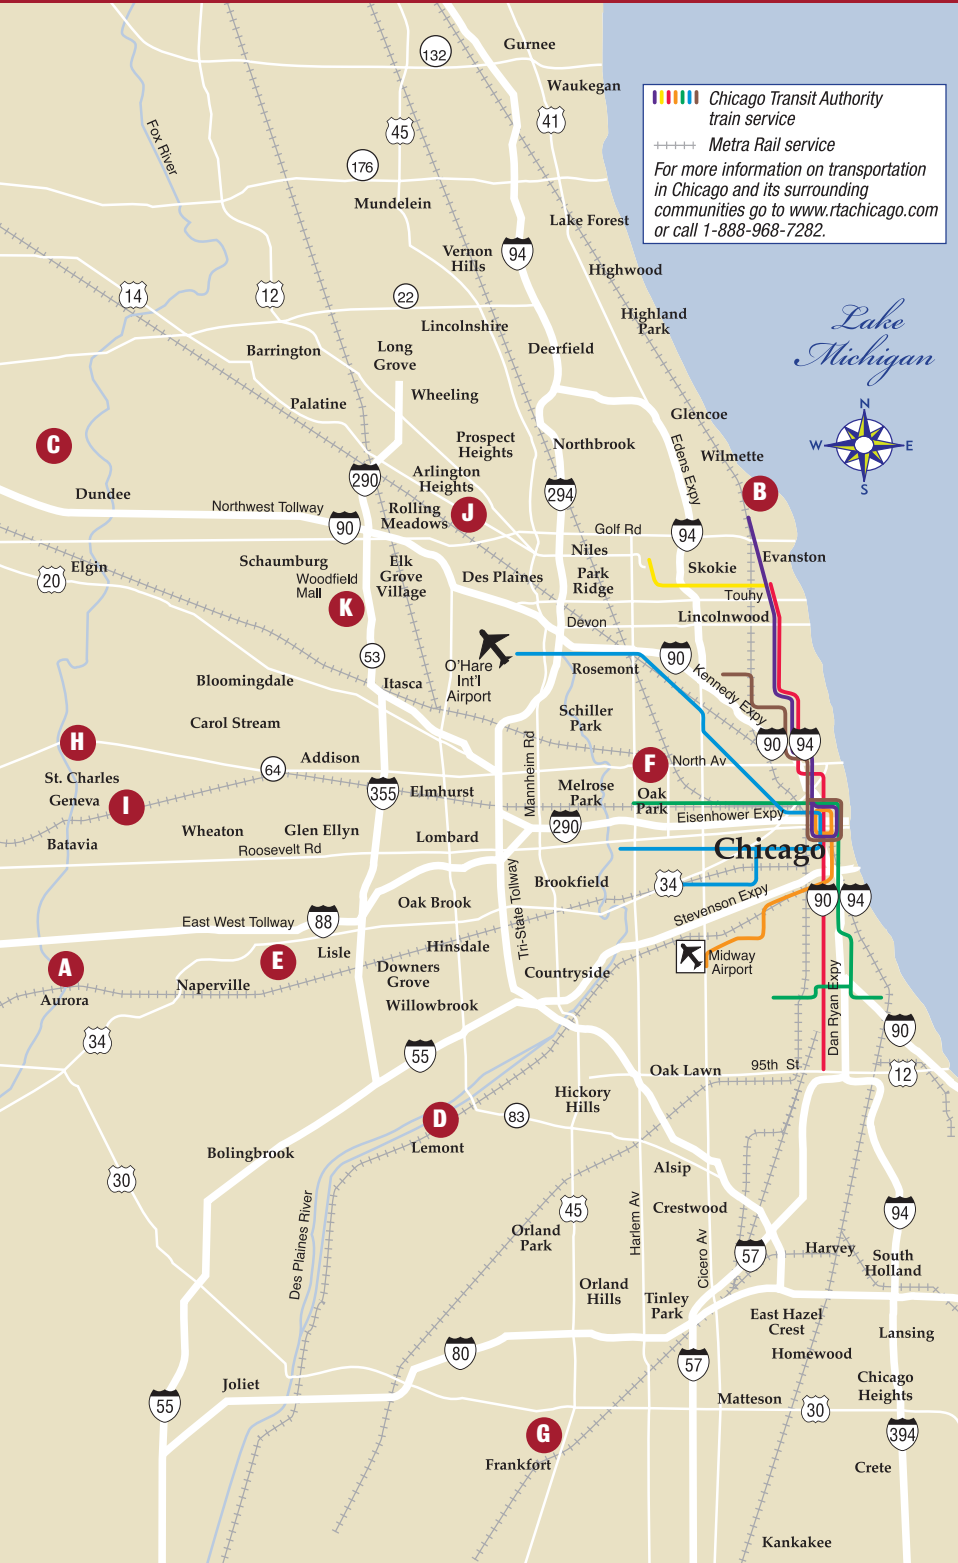 Gurnee
132
Waukegan
Chicago Transit Authority
train service
Metra Rail service
For more information on transportation
in Chicago and its surrounding
communities go to www.rtachicago.com
or call 1-888-968-7282.
41
45
Fox River
176
Mundelein
Lake Forest
Vernon
Hills
94
Highwood
14
12
22
Highland
Park
Lake
Michigan
Lincolnshire
Barrington
Long
Grove
Deerfield
Wheeling
Palatine
Glencoe
N
W
E
S
C
Prospect
Heights
Northbrook
Edens Expy
Wilmette
Arlington
Heights
290
294
B
Dundee
Northwest Tollway
90
Rolling
Meadows
J
Golf Rd
94
Niles
Evanston
Schaumburg
Elk
Grove
Village
Woodfield
Mall
Elgin
20
Des Plaines
Park
Ridge
Skokie
Touhy
K
Lincolnwood
Devon
53
O'Hare
Int'l
Airport
Rosemont
90
Kennedy Expy
Bloomingdale
Itasca
Carol Stream
Schiller
Park
H
90
94
St. Charles
64
Addison
Mannheim Rd
F
North Av
Geneva
I
355
Elmhurst
Melrose
Park
Oak
Park
Eisenhower Expy
Batavia
Wheaton
Glen Ellyn
Lombard
290
Roosevelt Rd
Chicago
Brookfield
34
Oak Brook
Tri-State Tollway
Stevenson Expy
90
94
East West Tollway
88
A
E
Lisle
Hinsdale
Midway
Airport
Countryside
Downers
Grove
Aurora
Naperville
Willowbrook
Dan Ryan Expy
34
55
90
Oak Lawn
95th St
12
Hickory
Hills
D
83
Lemont
Bolingbrook
Alsip
30
Crestwood
Des Plaines River
45
Harlem Av
Cicero Av
94
Orland
Park
57
Harvey
South
Holland
Orland
Hills
Tinley
Park
East Hazel
Crest
Lansing
80
57
Homewood
Joliet
Chicago
Heights
55
Matteson
30
G
394
Frankfort
Crete
Kankakee